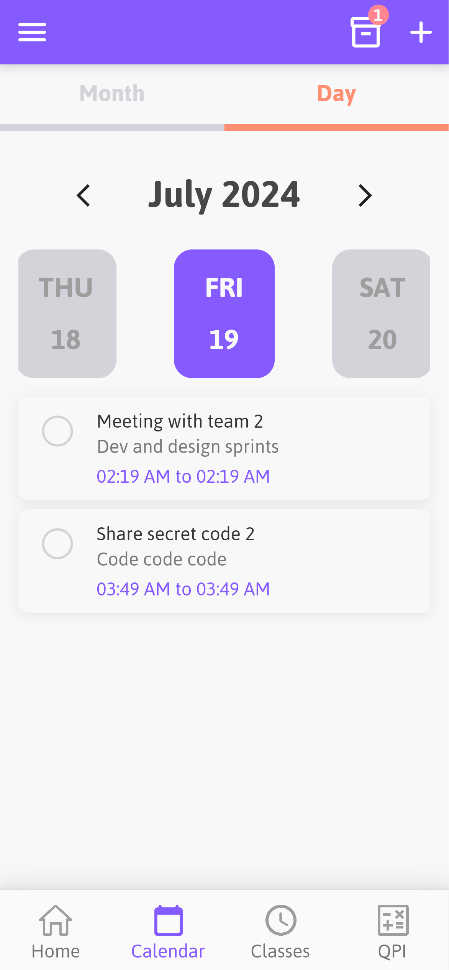 1
Month
Day
July 2024
THU
FRI
SAT
18
19
20
Meeting with team 2
Dev and design sprints
02:19 AM to 02:19 AM
Share secret code 2
Code code code
03:49 AM to 03:49 AM
Home
Calendar
Classes
QPI